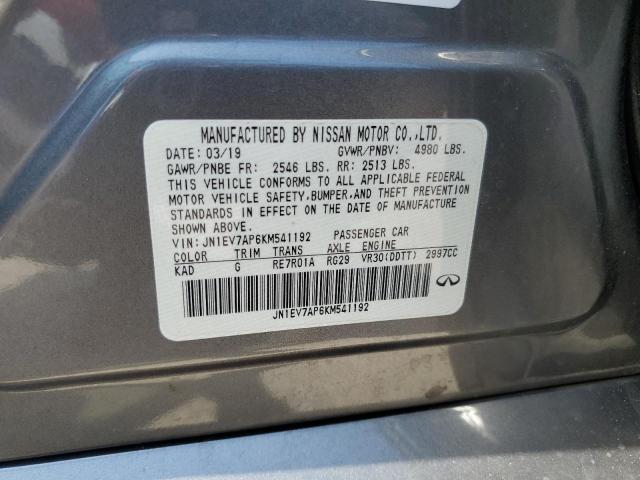 MANUFACTURED BY NISSAN MOTOR CO.,LTD.
DATE: 03/19 GVWR/PNBV: 4980 LBS.
GAWR/PNBE FR: 2546 LBS. RR: 2513 LBS.
THIS VEHICLE CONFORMS TO ALL APPLICABLE FEDERAL
MOTOR VEHICLE SAFETY,BUMPER,AND THEFT PREVENTION
STANDARDS IN EFFECT ON THE DATE OF MANUFACTURE
SHOWN ABOVE.
VIN: JN1EV7AP6KM541192 PASSENGER CAR
COLOR TRIM TRANS AXLE ENGINE
KAD G RE7R01A RG29 VR30(DDTT) 2997CC
JN1EV7AP6KM541192
INFINITI